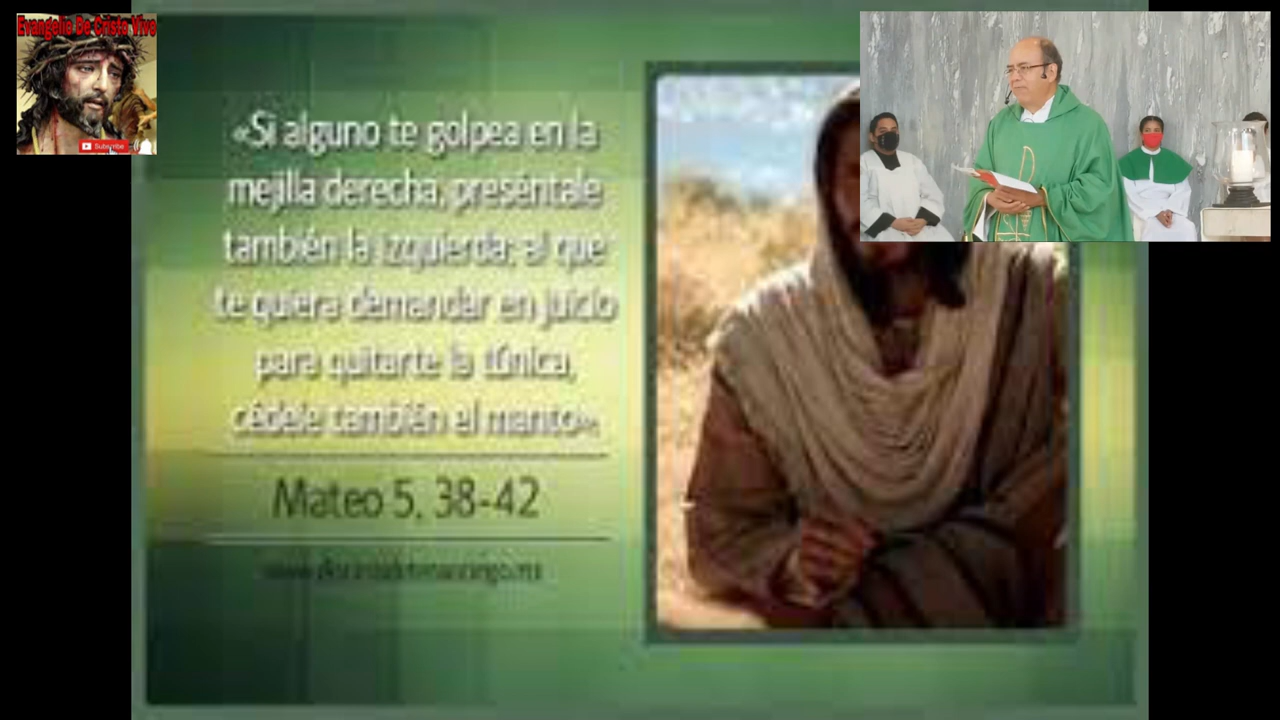 Evangelio De Cristo Vivo
Subscribe
«Si alguno te golpea en la
mejilla derecha, preséntale
también la izquierda; al que
te quiera demandar en juicio
para quitarte la túnica,
cédele también el manto».
Mateo 5, 38-42